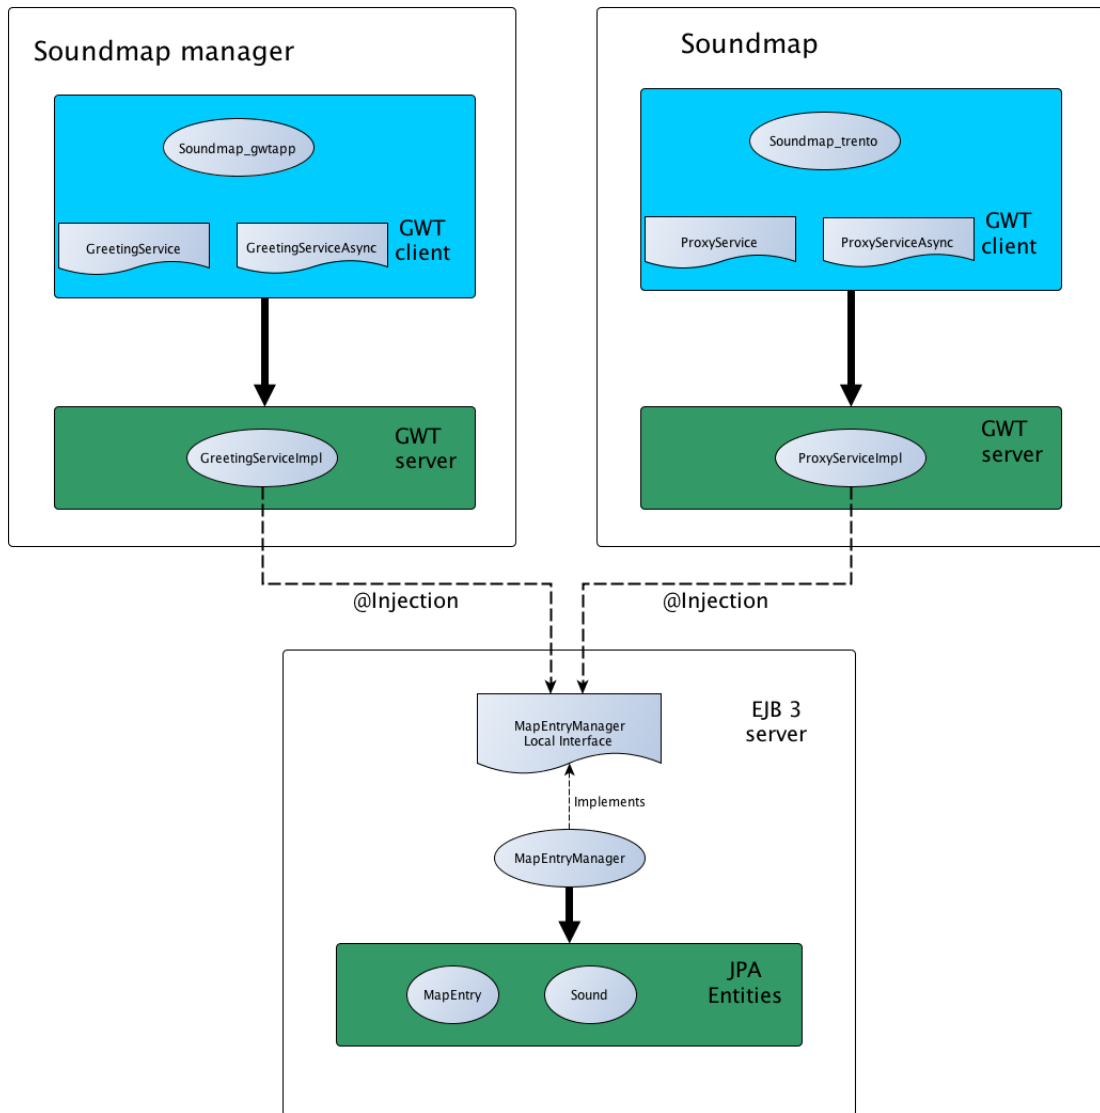 Soundmap manager
Soundmap_gwtapp
GreetingService
GreetingServiceAsync
GWT
client
GreetingServiceImpl
GWT
server
Soundmap
Soundmap_trento
ProxyService
ProxyServiceAsync
GWT
client
ProxyServiceImpl
GWT
server
@Injection
@Injection
MapEntryManager
Local Interface
EJB 3
server
Implements
MapEntryManager
MapEntry
Sound
JPA
Entities